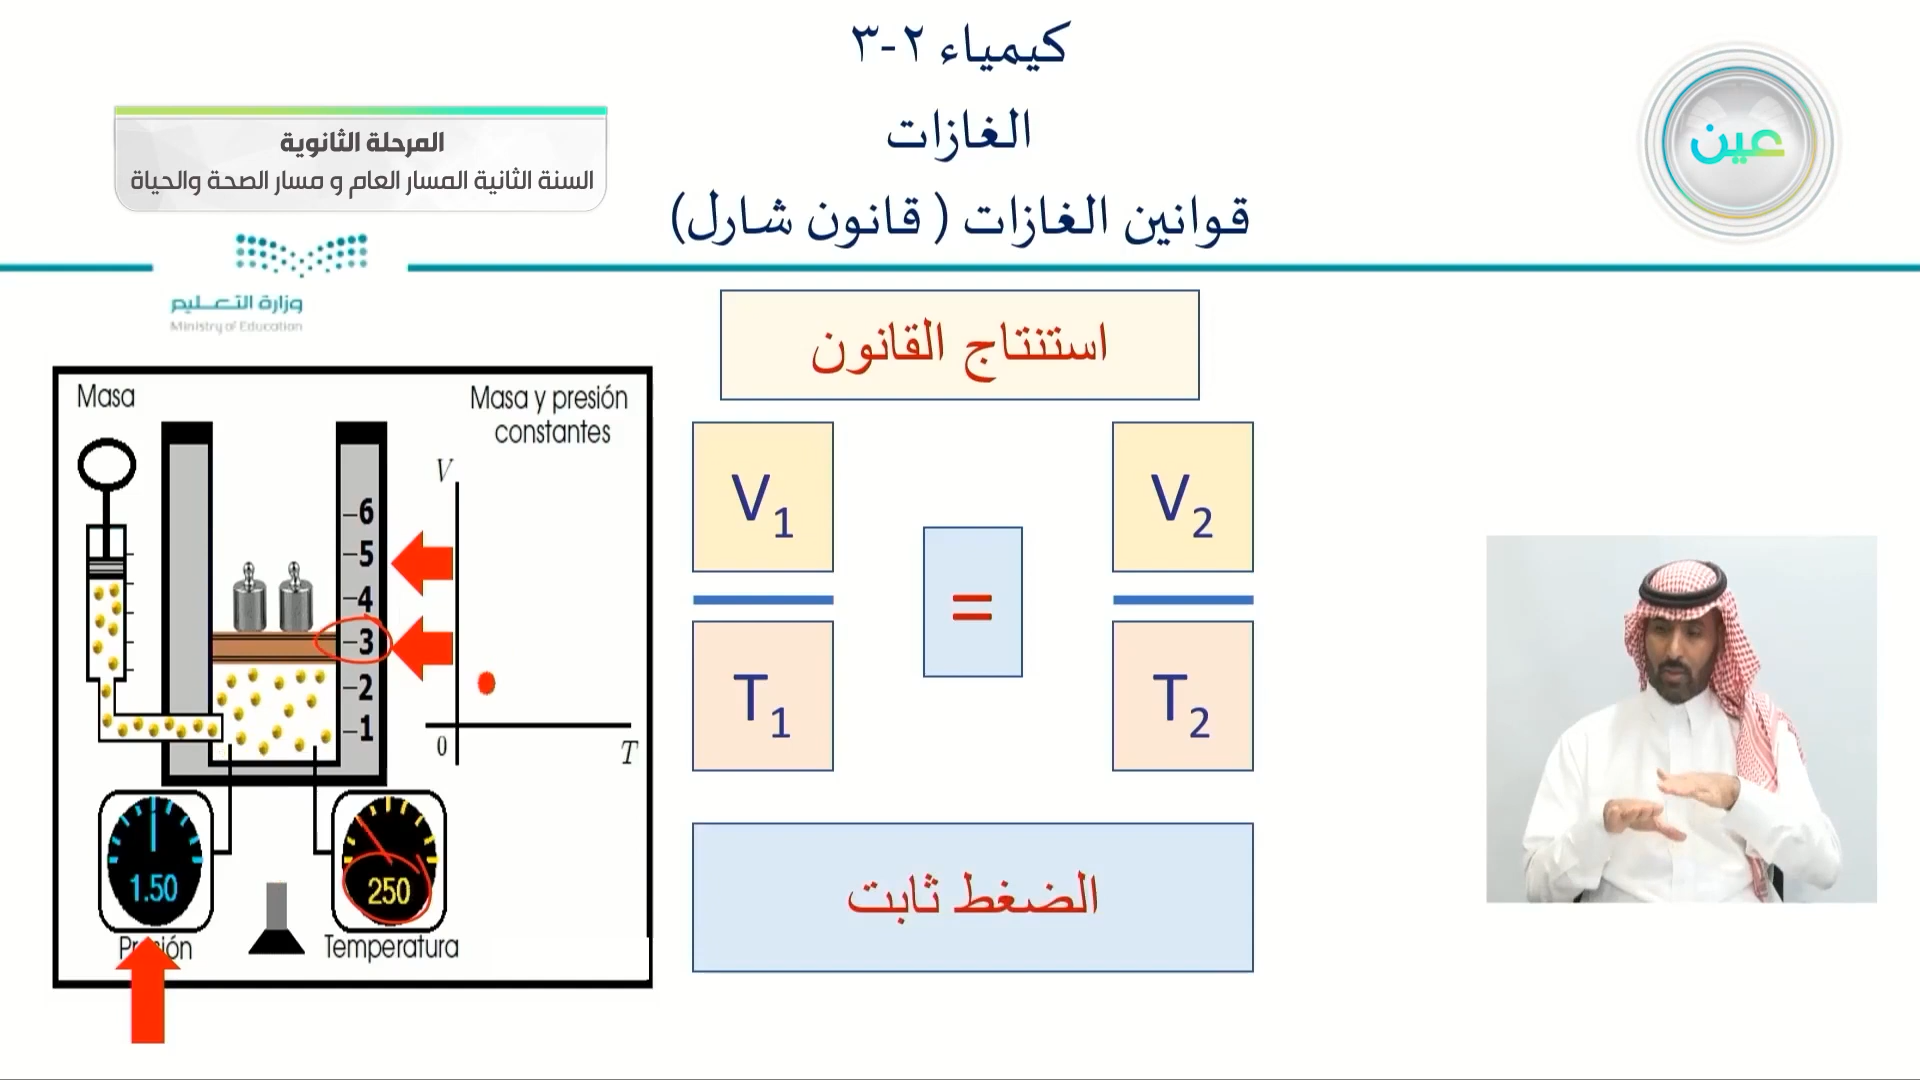 كيمياء ٢-٣
الغازات
قوانين الغازات ( قانون شارل)
المرحلة الثانوية
السنة الثانية المسار العام و مسار الصحة والحياة
عين
وزارة التعليم
Ministry of Education
استنتاج القانون
Masa
Masa y presión
constantes
V
6
5
4
3
2
1
0
T
1.50
250
Presión
Temperatura
V1
=
V2
T1
T2
الضغط ثابت